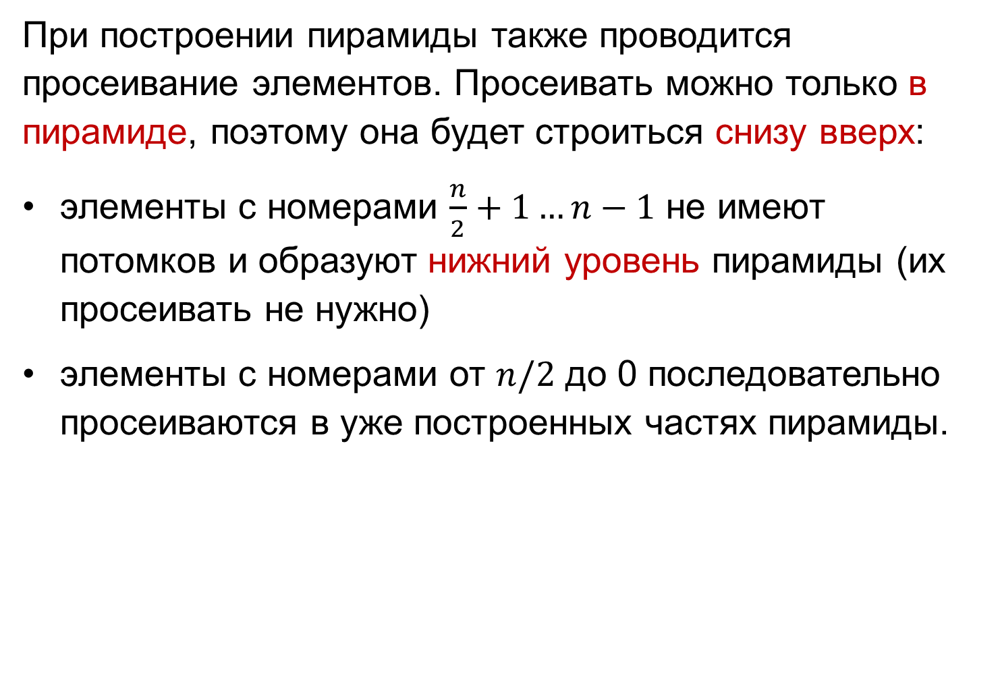 При построении пирамиды также проводится
просеивание элементов. Просеивать можно только в
пирамиде, поэтому она будет строиться снизу вверх:
• элементы с номерами n/2 + 1 … n − 1 не имеют
потомков и образуют нижний уровень пирамиды (их
просеивать не нужно)
• элементы с номерами от n/2 до 0 последовательно
просеиваются в уже построенных частях пирамиды.